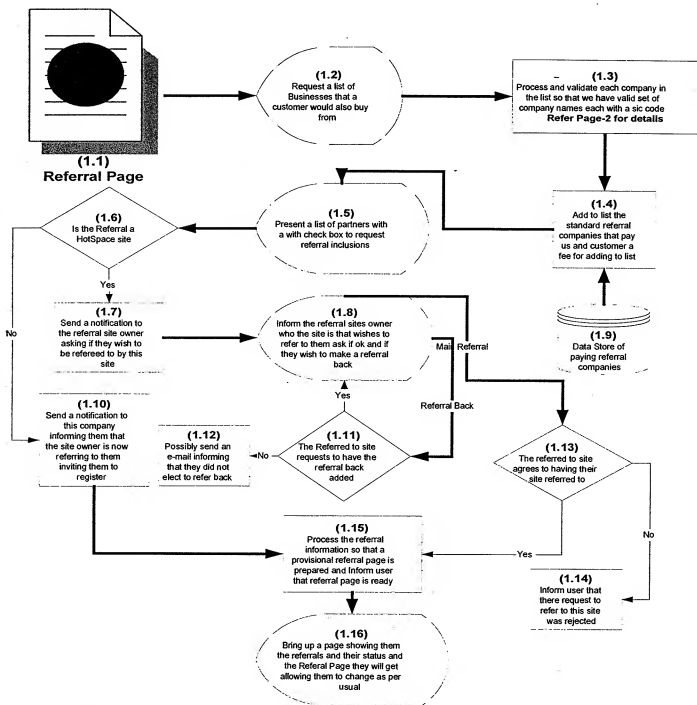 (1.1)
Referral Page
(1.2)
Request a list of
Businesses that a
customer would also buy
from
(1.3)
Process and validate each company in
the list so that we have valid set of
company names each with a sic code
Refer Page-2 for details
(1.4)
Add to list the
standard referral
companies that pay
us and customer a
fee for adding to list
(1.5)
Present a list of partners with
a with check box to request
referral inclusions
(1.6)
Is the Referral a
HotSpace site
Yes
No
(1.7)
Send a notification to
the referral site owner
asking if they wish to
be refereed to by this
site
(1.8)
Inform the referral sites owner
who the site is that wishes to
refer to them ask if ok and if
they wish to make a referral
back
Main Referral
Referral Back
(1.9)
Data Store of
paying referral
companies
(1.10)
Send a notification to
this company
informing them that
the site owner is now
referring to them
inviting them to
register
Yes
(1.11)
The Referred to site
requests to have the
referral back
added
No
(1.12)
Possibly send an
e-mail informing
that they did not
elect to refer back
(1.13)
The referred to site
agrees to having their
site referred to
Yes
No
(1.14)
Inform user that
there request to
refer to this site
was rejected
(1.15)
Process the referral
information so that a
provisional referral page is
prepared and Inform user
that referral page is ready
(1.16)
Bring up a page showing them
the referrals and their status and
the Referal Page they will get
allowing them to change as per
usual